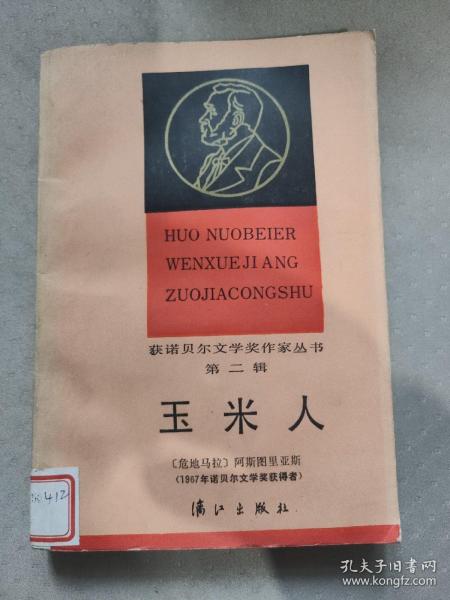 HUO NUOBEIER
WENXUEJIANG
ZUOJIACONGSHU
获诺贝尔文学奖作家丛书
第二辑
玉米人
〔危地马拉〕阿斯图里亚斯
(1967年诺贝尔文学奖获得者)
漓江出版社
412
孔夫子旧书网
www.kongfz.com